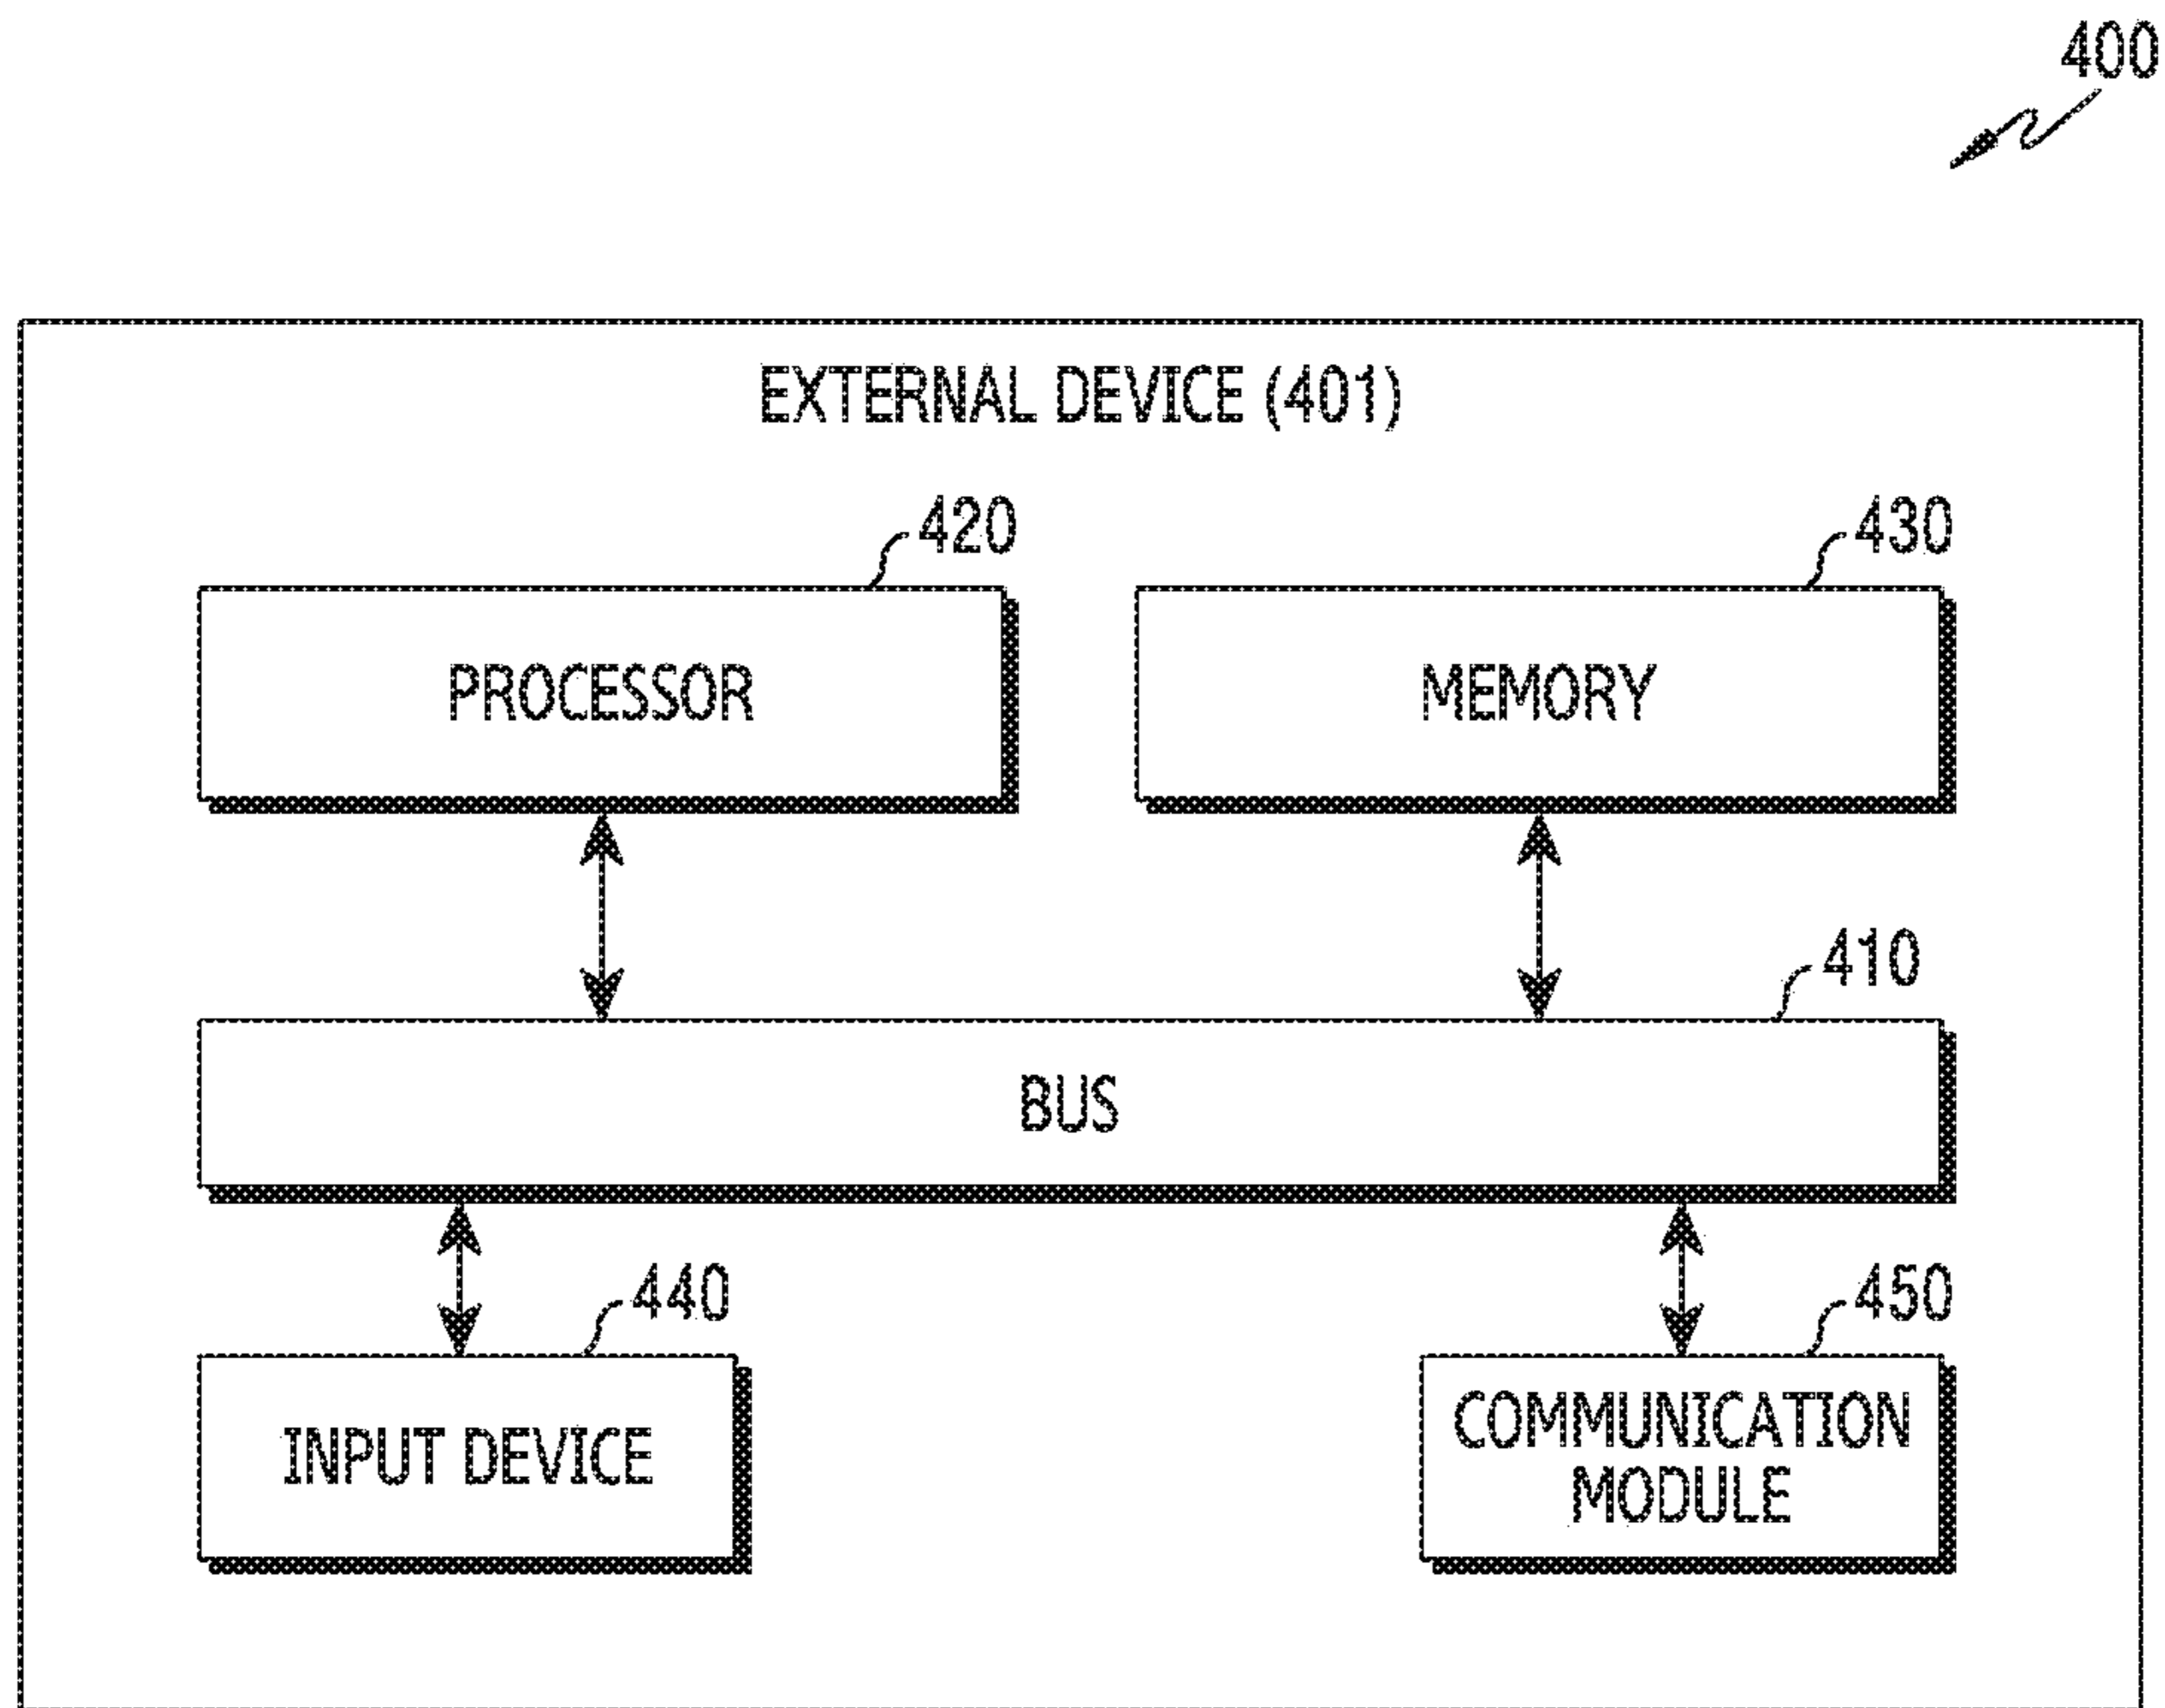 400
EXTERNAL DEVICE (401)
420
430
PROCESSOR
MEMORY
410
BUS
440
450
INPUT DEVICE
COMMUNICATION
MODULE